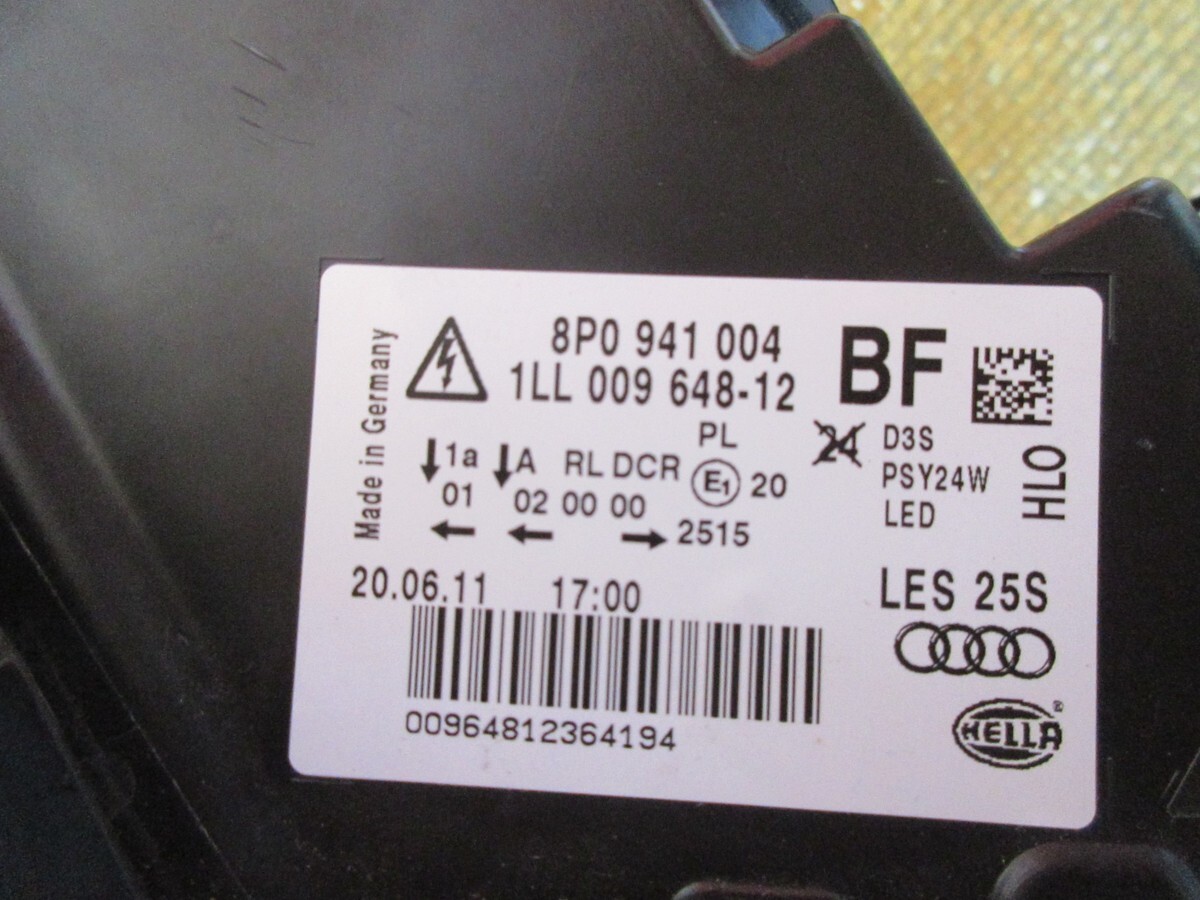 8P0 941 004
1LL 009 648-12
BF
Made in Germany
PL
24
D3S
PSY24W
LED
HLO
↓1a ↓A RL DCR E1 20
01 02 00 00
← ← → 2515
20.06.11 17:00
LES 25S
00964812364194
HELLA®